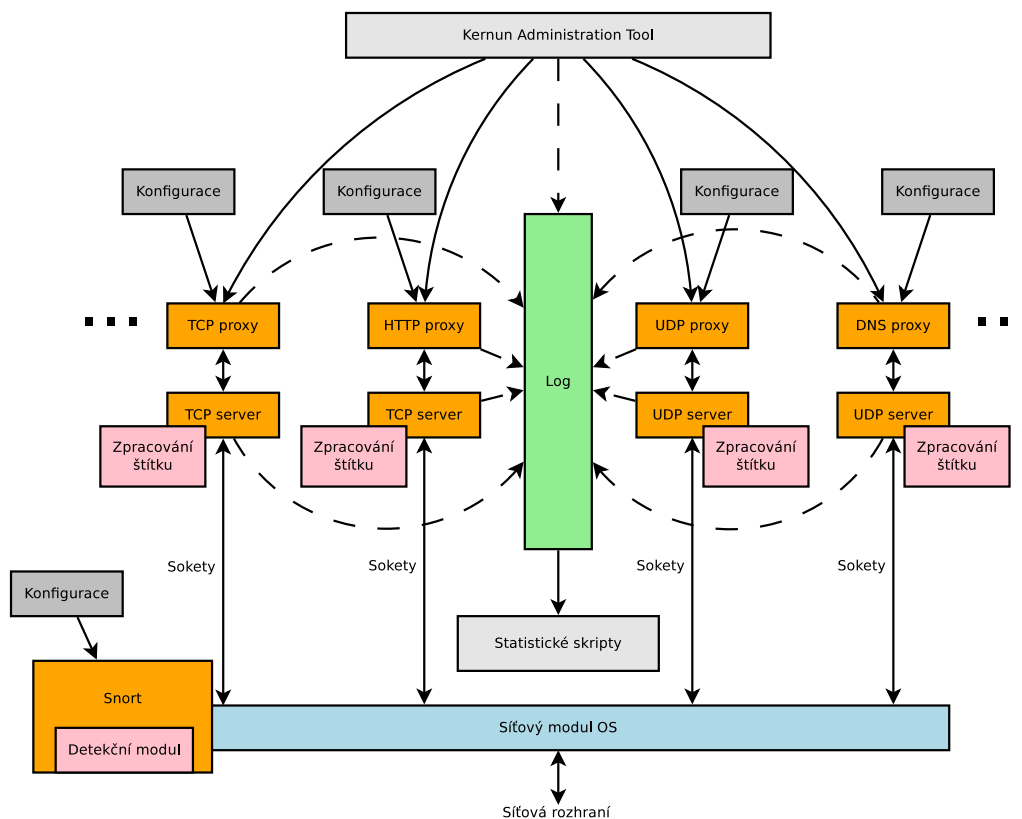 Kernun Administration Tool
Konfigurace
Konfigurace
Konfigurace
Konfigurace
TCP proxy
HTTP proxy
UDP proxy
DNS proxy
Log
TCP server
TCP server
UDP server
UDP server
Zpracování
štítku
Zpracování
štítku
Zpracování
štítku
Zpracování
štítku
Sokety
Sokety
Sokety
Sokety
Konfigurace
Statistické skripty
Snort
Detekční modul
Síťový modul OS
Síťová rozhraní